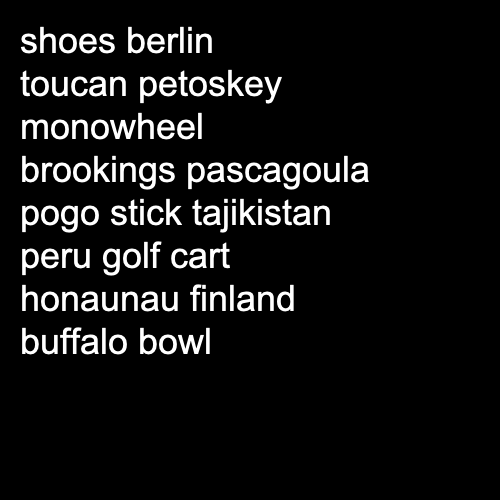 shoes berlin
toucan petoskey
monowheel
brookings pascagoula
pogo stick tajikistan
peru golf cart
honaunau finland
buffalo bowl